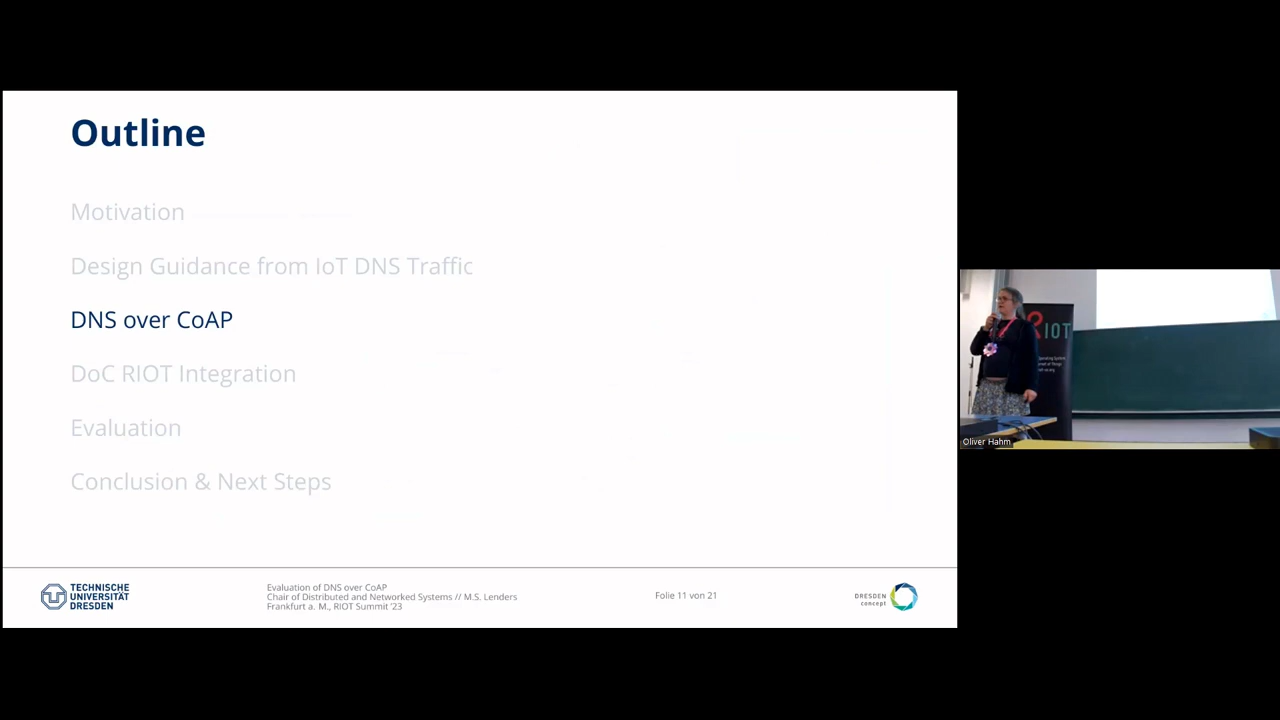 Outline
Motivation
Design Guidance from IoT DNS Traffic
DNS over CoAP
DoC RIOT Integration
Evaluation
Conclusion & Next Steps
TECHNISCHE
UNIVERSITÄT
DRESDEN
Evaluation of DNS over CoAP
Chair of Distributed and Networked Systems // M.S. Lenders
Frankfurt a. M., RIOT Summit '23
Folie 11 von 21
DRESDEN
concept
RIOT
Oliver Hahm